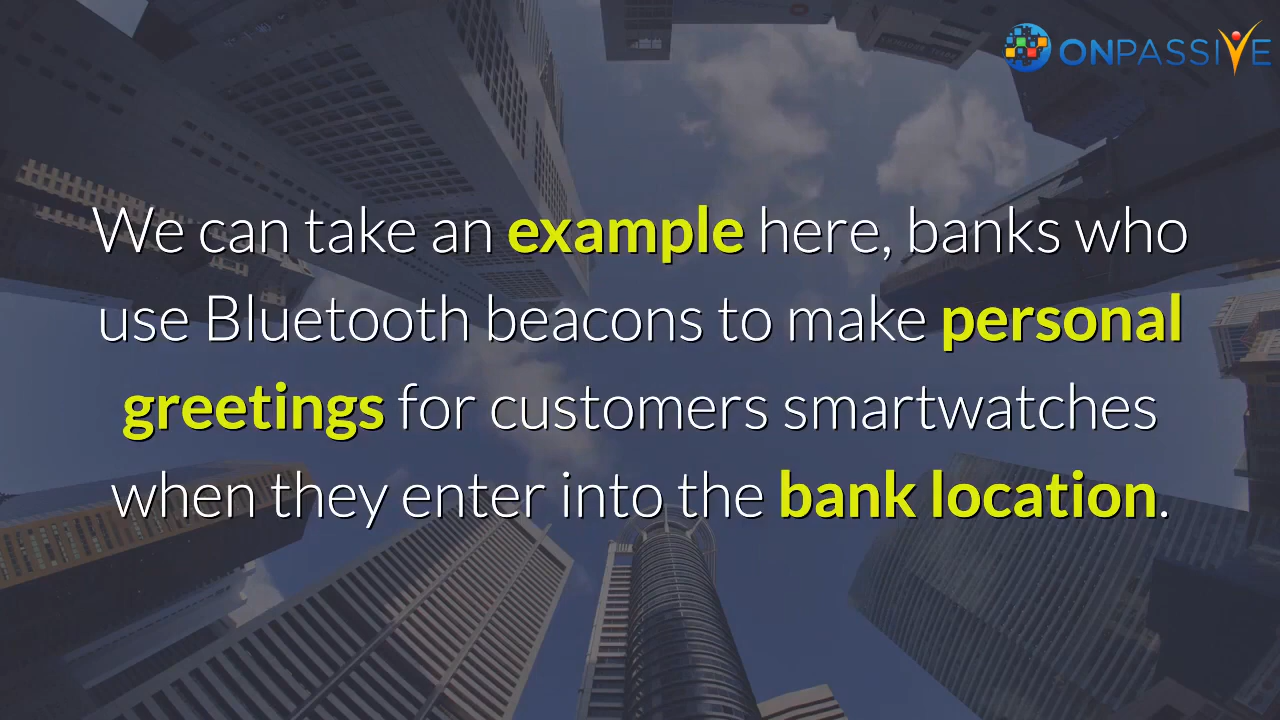 ONPASSIVE
We can take an example here, banks who
use Bluetooth beacons to make personal
greetings for customers smartwatches
when they enter into the bank location.